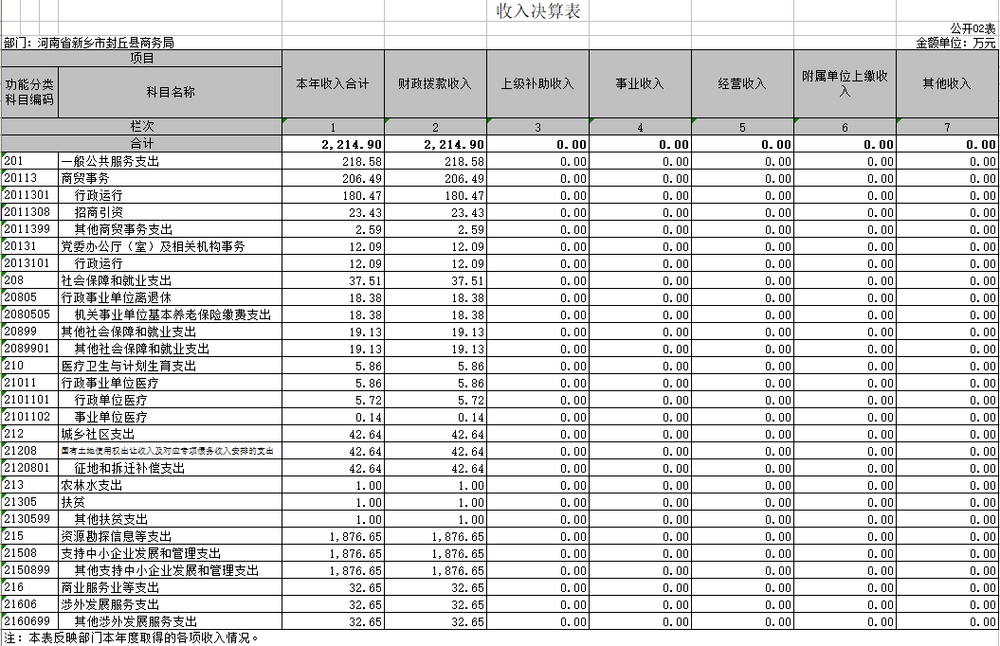 收入决算表
公开02表
部门：河南省新乡市封丘县商务局 金额单位：万元
项目 本年收入合计 财政拨款收入 上级补助收入 事业收入 经营收入 附属单位上缴收入 其他收入
功能分类科目编码 科目名称
栏次 1 2 3 4 5 6 7
合计 2,214.90 2,214.90 0.00 0.00 0.00 0.00 0.00
201 一般公共服务支出 218.58 218.58 0.00 0.00 0.00 0.00 0.00
20113 商贸事务 206.49 206.49 0.00 0.00 0.00 0.00 0.00
2011301 行政运行 180.47 180.47 0.00 0.00 0.00 0.00 0.00
2011308 招商引资 23.43 23.43 0.00 0.00 0.00 0.00 0.00
2011399 其他商贸事务支出 2.59 2.59 0.00 0.00 0.00 0.00 0.00
20131 党委办公厅（室）及相关机构事务 12.09 12.09 0.00 0.00 0.00 0.00 0.00
2013101 行政运行 12.09 12.09 0.00 0.00 0.00 0.00 0.00
208 社会保障和就业支出 37.51 37.51 0.00 0.00 0.00 0.00 0.00
20805 行政事业单位离退休 18.38 18.38 0.00 0.00 0.00 0.00 0.00
2080505 机关事业单位基本养老保险缴费支出 18.38 18.38 0.00 0.00 0.00 0.00 0.00
20899 其他社会保障和就业支出 19.13 19.13 0.00 0.00 0.00 0.00 0.00
2089901 其他社会保障和就业支出 19.13 19.13 0.00 0.00 0.00 0.00 0.00
210 医疗卫生与计划生育支出 5.86 5.86 0.00 0.00 0.00 0.00 0.00
21011 行政事业单位医疗 5.86 5.86 0.00 0.00 0.00 0.00 0.00
2101101 行政单位医疗 5.72 5.72 0.00 0.00 0.00 0.00 0.00
2101102 事业单位医疗 0.14 0.14 0.00 0.00 0.00 0.00 0.00
212 城乡社区支出 42.64 42.64 0.00 0.00 0.00 0.00 0.00
21208 国有土地使用权出让收入及对应专项债务收入安排的支出 42.64 42.64 0.00 0.00 0.00 0.00 0.00
2120801 征地和拆迁补偿支出 42.64 42.64 0.00 0.00 0.00 0.00 0.00
213 农林水支出 1.00 1.00 0.00 0.00 0.00 0.00 0.00
21305 扶贫 1.00 1.00 0.00 0.00 0.00 0.00 0.00
2130599 其他扶贫支出 1.00 1.00 0.00 0.00 0.00 0.00 0.00
215 资源勘探信息等支出 1,876.65 1,876.65 0.00 0.00 0.00 0.00 0.00
21508 支持中小企业发展和管理支出 1,876.65 1,876.65 0.00 0.00 0.00 0.00 0.00
2150899 其他支持中小企业发展和管理支出 1,876.65 1,876.65 0.00 0.00 0.00 0.00 0.00
216 商业服务业等支出 32.65 32.65 0.00 0.00 0.00 0.00 0.00
21606 涉外发展服务支出 32.65 32.65 0.00 0.00 0.00 0.00 0.00
2160699 其他涉外发展服务支出 32.65 32.65 0.00 0.00 0.00 0.00 0.00
注：本表反映部门本年度取得的各项收入情况。